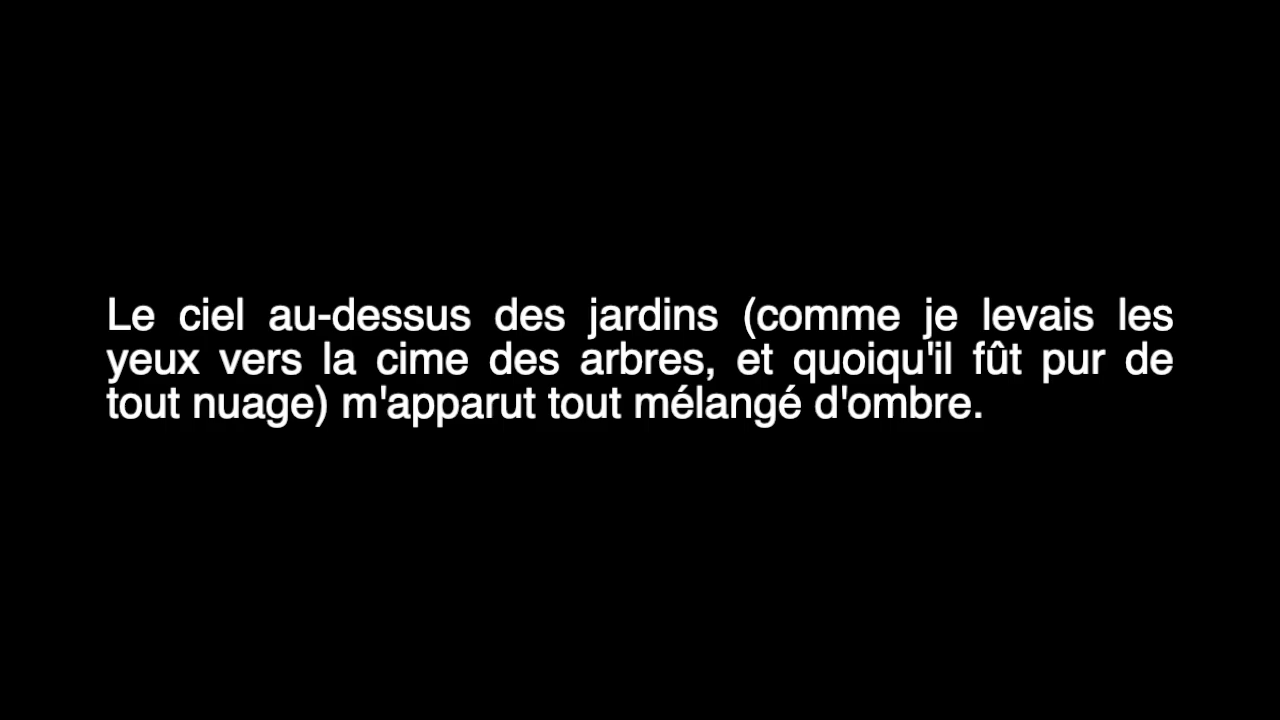 Le ciel au-dessus des jardins (comme je levais les
yeux vers la cime des arbres, et quoiqu'il fût pur de
tout nuage) m'apparut tout mélangé d'ombre.